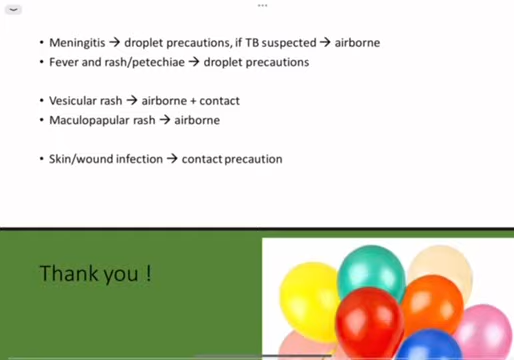 • Meningitis → droplet precautions, if TB suspected → airborne
• Fever and rash/petechiae → droplet precautions
• Vesicular rash → airborne + contact
• Maculopapular rash → airborne
• Skin/wound infection → contact precaution
Thank you !